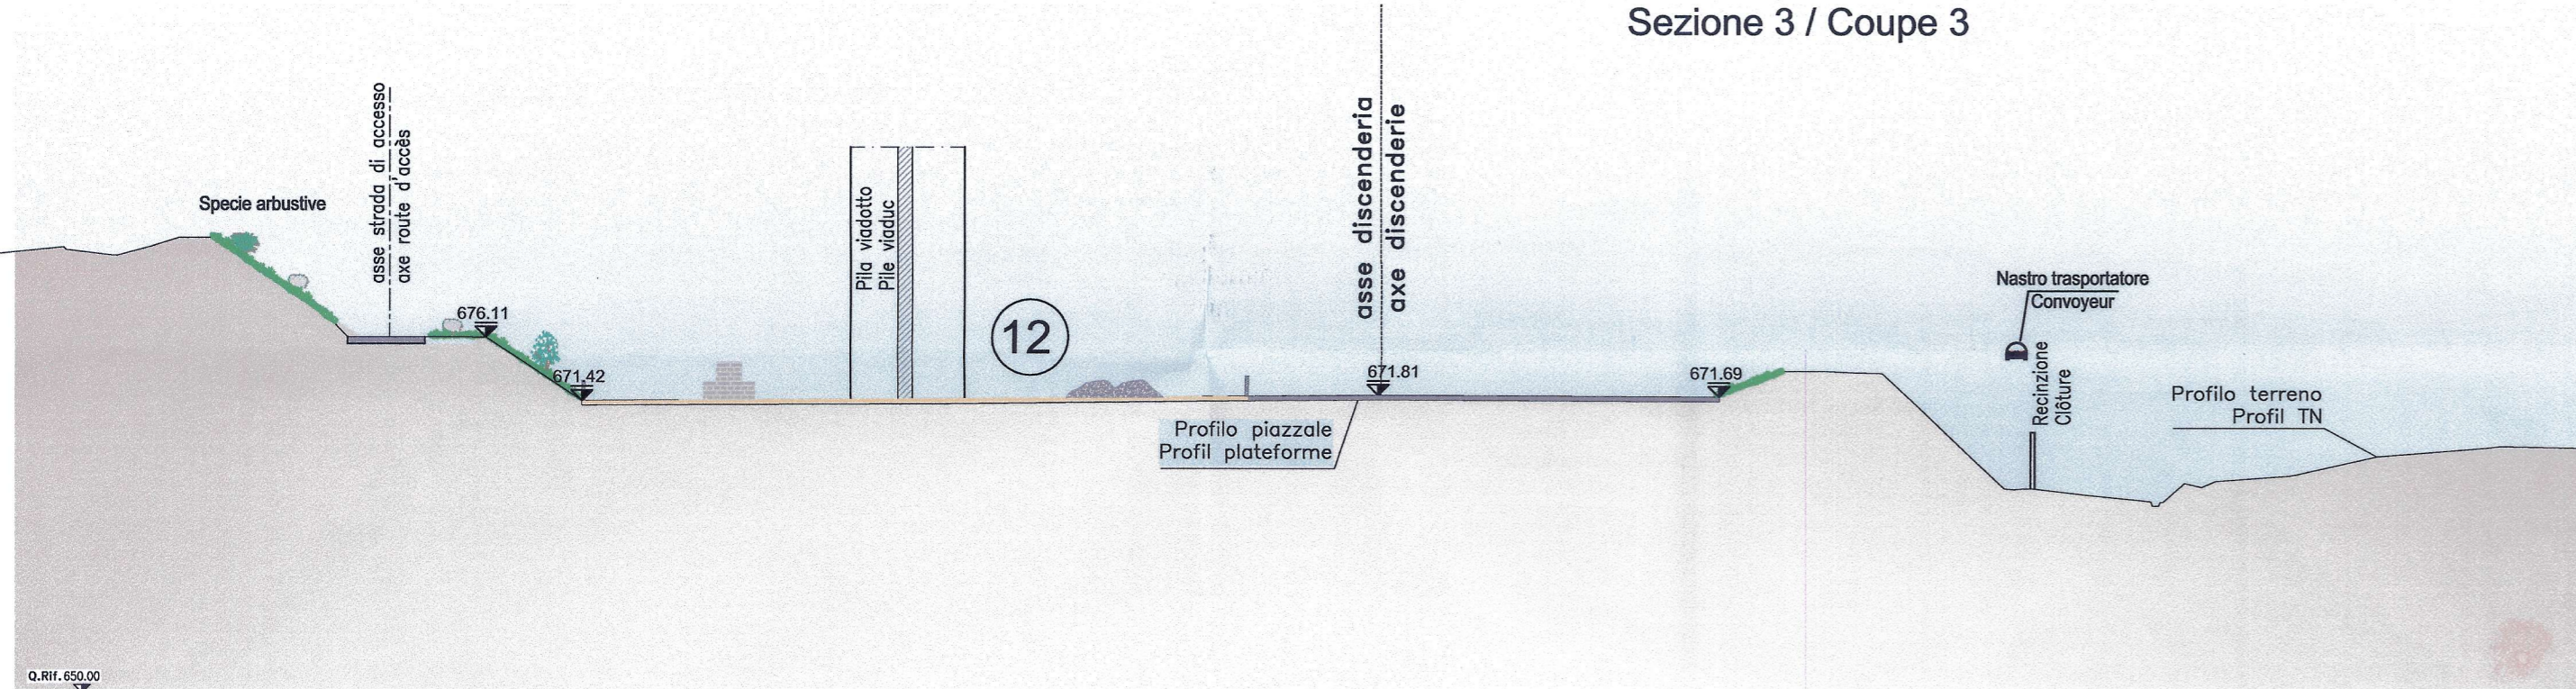 Sezione 3 / Coupe 3
asse strada di accesso
axe route d'accès
Specie arbustive
676.11
671.42
Pila viadotto
Pile viaduc
12
asse discenderia
axe discenderie
671.81
Profilo piazzale
Profil plateforme
671.69
Nastro trasportatore
Convoyeur
Recinzione
Clôture
Profilo terreno
Profil TN
Q.Rif.650.00